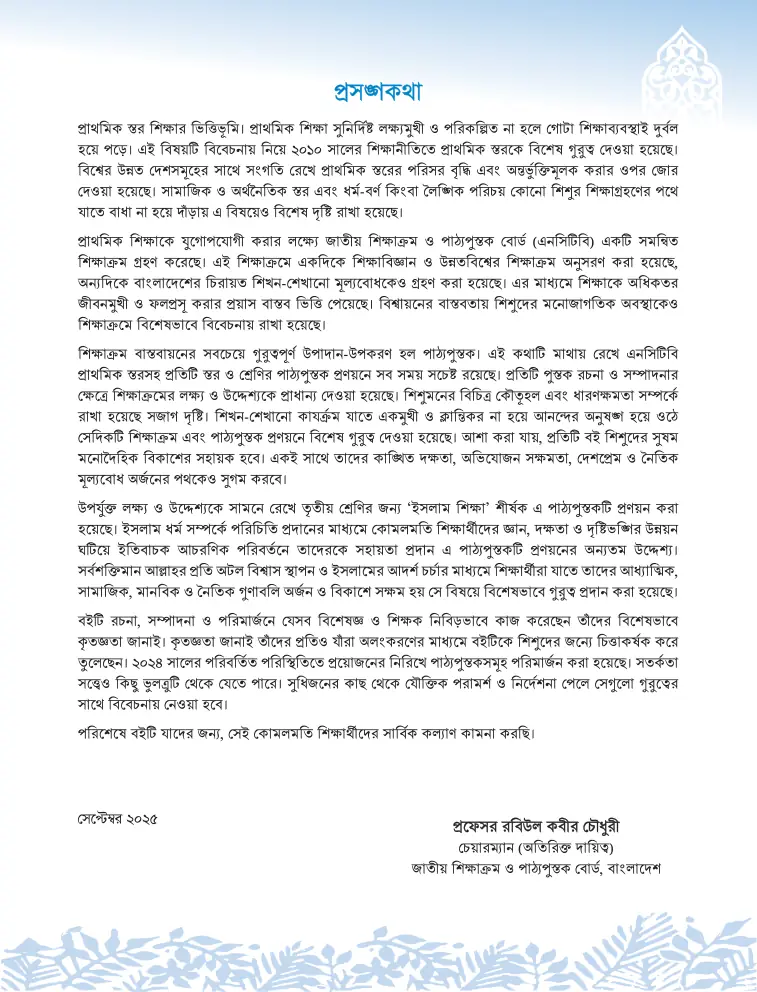 প্রসঙ্গকথা
প্রাথমিক স্তর শিক্ষার ভিত্তিভূমি। প্রাথমিক শিক্ষা সুনির্দিষ্ট লক্ষ্যমুখী ও পরিকল্পিত না হলে গোটা শিক্ষাব্যবস্থাই দুর্বল
হয়ে পড়ে। এই বিষয়টি বিবেচনায় নিয়ে ২০১০ সালের শিক্ষানীতিতে প্রাথমিক স্তরকে বিশেষ গুরুত্ব দেওয়া হয়েছে।
বিশ্বের উন্নত দেশসমূহের সাথে সংগতি রেখে প্রাথমিক স্তরের পরিসর বৃদ্ধি এবং অন্তর্ভুক্তিমূলক করার ওপর জোর
দেওয়া হয়েছে। সামাজিক ও অর্থনৈতিক স্তর এবং ধর্ম-বর্ণ কিংবা লৈঙ্গিক পরিচয় কোনো শিশুর শিক্ষাগ্রহণের পথে
যাতে বাধা না হয়ে দাঁড়ায় এ বিষয়েও বিশেষ দৃষ্টি রাখা হয়েছে।
প্রাথমিক শিক্ষাকে যুগোপযোগী করার লক্ষ্যে জাতীয় শিক্ষাক্রম ও পাঠ্যপুস্তক বোর্ড (এনসিটিবি) একটি সমন্বিত
শিক্ষাক্রম গ্রহণ করেছে। এই শিক্ষাক্রমে একদিকে শিক্ষাবিজ্ঞান ও উন্নতবিশ্বের শিক্ষাক্রম অনুসরণ করা হয়েছে,
অন্যদিকে বাংলাদেশের চিরায়ত শিখন-শেখানো মূল্যবোধকেও গ্রহণ করা হয়েছে। এর মাধ্যমে শিক্ষাকে অধিকতর
জীবনমুখী ও ফলপ্রসূ করার প্রয়াস বাস্তব ভিত্তি পেয়েছে। বিশ্বায়নের বাস্তবতায় শিশুদের মনোজাগতিক অবস্থাকেও
শিক্ষাক্রমে বিশেষভাবে বিবেচনায় রাখা হয়েছে।
শিক্ষাক্রম বাস্তবায়নের সবচেয়ে গুরুত্বপূর্ণ উপাদান-উপকরণ হল পাঠ্যপুস্তক। এই কথাটি মাথায় রেখে এনসিটিবি
প্রাথমিক স্তরসহ প্রতিটি স্তর ও শ্রেণির পাঠ্যপুস্তক প্রণয়নে সব সময় সচেষ্ট রয়েছে। প্রতিটি পুস্তক রচনা ও সম্পাদনার
ক্ষেত্রে শিক্ষাক্রমের লক্ষ্য ও উদ্দেশ্যকে প্রাধান্য দেওয়া হয়েছে। শিশুমনের বিচিত্র কৌতূহল এবং ধারণক্ষমতা সম্পর্কে
রাখা হয়েছে সজাগ দৃষ্টি। শিখন-শেখানো কাযর্ক্রম যাতে একমুখী ও ক্লান্তিকর না হয়ে আনন্দের অনুষঙ্গ হয়ে ওঠে
সেদিকটি শিক্ষাক্রম এবং পাঠ্যপুস্তক প্রণয়নে বিশেষ গুরুত্ব দেওয়া হয়েছে। আশা করা যায়, প্রতিটি বই শিশুদের সুষম
মনোদৈহিক বিকাশের সহায়ক হবে। একই সাথে তাদের কাঙ্খিত দক্ষতা, অভিযোজন সক্ষমতা, দেশপ্রেম ও নৈতিক
মূল্যবোধ অর্জনের পথকেও সুগম করবে।
উপর্যুক্ত লক্ষ্য ও উদ্দেশ্যকে সামনে রেখে তৃতীয় শ্রেণির জন্য ‘ইসলাম শিক্ষা’ শীর্ষক এ পাঠ্যপুস্তকটি প্রণয়ন করা
হয়েছে। ইসলাম ধর্ম সম্পর্কে পরিচিতি প্রদানের মাধ্যমে কোমলমতি শিক্ষার্থীদের জ্ঞান, দক্ষতা ও দৃষ্টিভঙ্গির উন্নয়ন
ঘটিয়ে ইতিবাচক আচরণিক পরিবর্তনে তাদেরকে সহায়তা প্রদান এ পাঠ্যপুস্তকটি প্রণয়নের অন্যতম উদ্দেশ্য।
সর্বশক্তিমান আল্লাহর প্রতি অটল বিশ্বাস স্থাপন ও ইসলামের আদর্শ চর্চার মাধ্যমে শিক্ষার্থীরা যাতে তাদের আধ্যাত্মিক,
সামাজিক, মানবিক ও নৈতিক গুণাবলি অর্জন ও বিকাশে সক্ষম হয় সে বিষয়ে বিশেষভাবে গুরুত্ব প্রদান করা হয়েছে।
বইটি রচনা, সম্পাদনা ও পরিমার্জনে যেসব বিশেষজ্ঞ ও শিক্ষক নিবিড়ভাবে কাজ করেছেন তাঁদের বিশেষভাবে
কৃতজ্ঞতা জানাই। কৃতজ্ঞতা জানাই তাঁদের প্রতিও যাঁরা অলংকরণের মাধ্যমে বইটিকে শিশুদের জন্যে চিত্তাকর্ষক করে
তুলেছেন। ২০২৪ সালের পরিবর্তিত পরিস্থিতিতে প্রয়োজনের নিরিখে পাঠ্যপুস্তকসমূহ পরিমার্জন করা হয়েছে। সতর্কতা
সত্ত্বেও কিছু ভুলত্রুটি থেকে যেতে পারে। সুধিজনের কাছ থেকে যৌক্তিক পরামর্শ ও নির্দেশনা পেলে সেগুলো গুরুত্বের
সাথে বিবেচনায় নেওয়া হবে।
পরিশেষে বইটি যাদের জন্য, সেই কোমলমতি শিক্ষার্থীদের সার্বিক কল্যাণ কামনা করছি।
সেপ্টেম্বর ২০২৫
প্রফেসর রবিউল কবীর চৌধুরী
চেয়ারম্যান (অতিরিক্ত দায়িত্ব)
জাতীয় শিক্ষাক্রম ও পাঠ্যপুস্তক বোর্ড, বাংলাদেশ